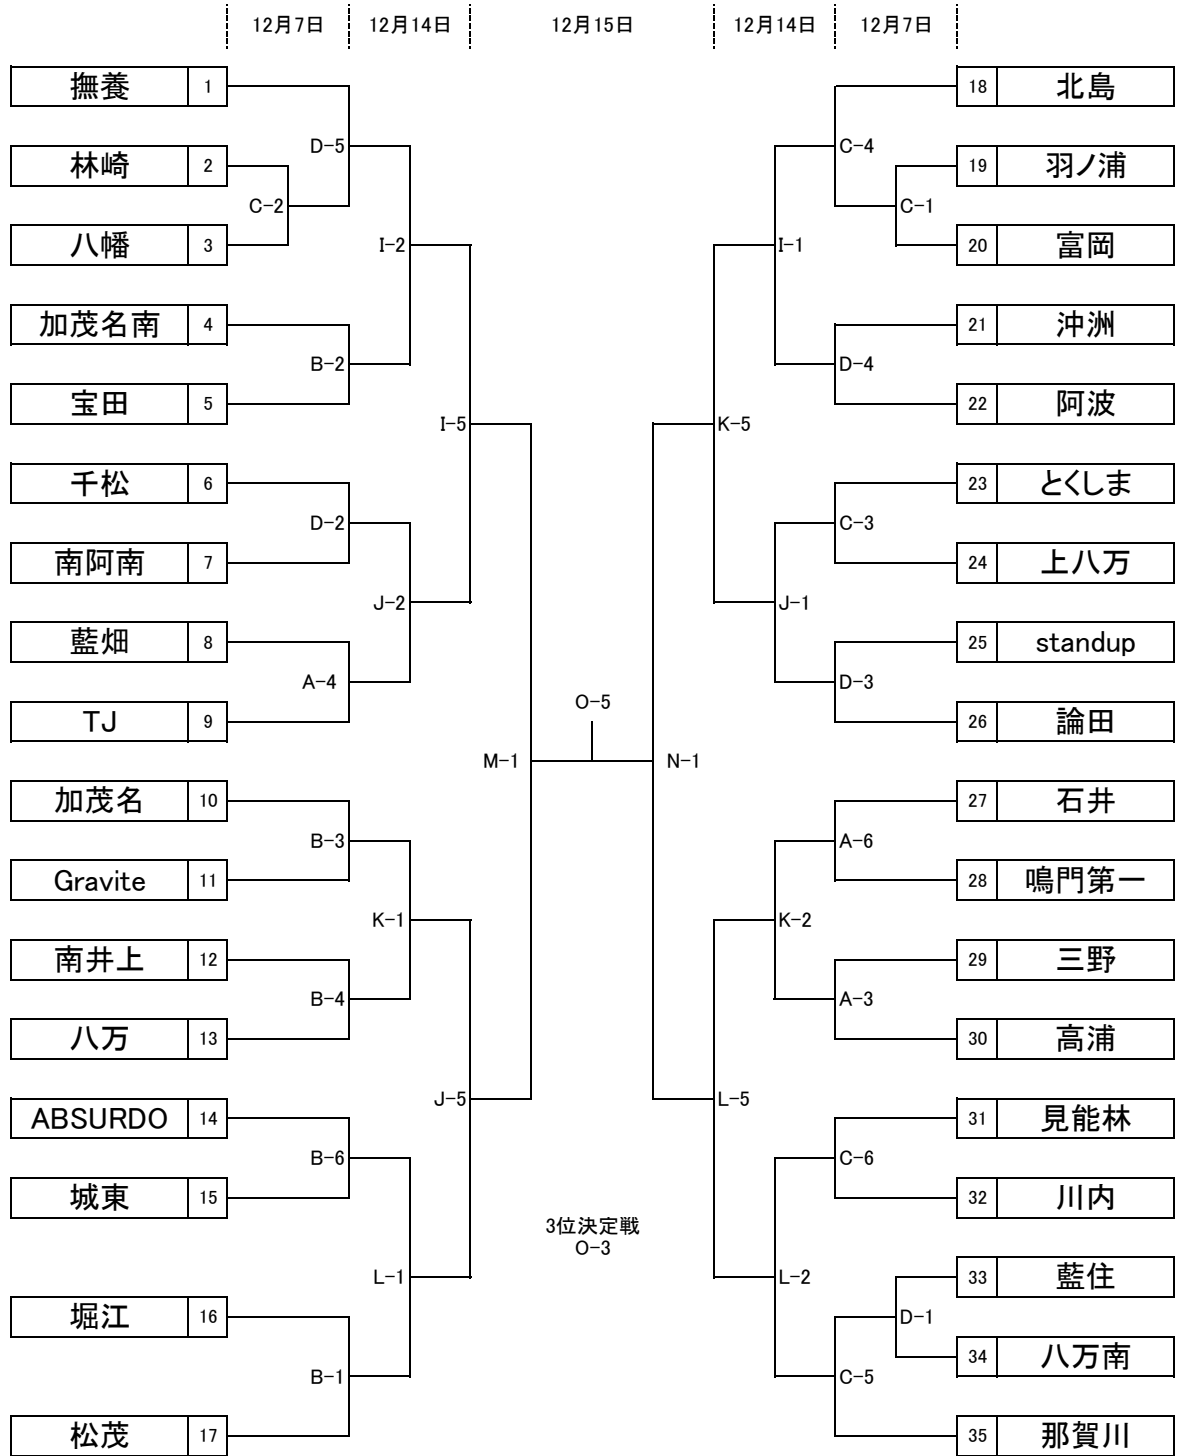 12月7日 12月14日 12月15日 12月14日 12月7日
撫養 1
18 北島
D-5
C-4
林崎 2
19 羽ノ浦
C-2
C-1
八幡 3
I-2
I-1
20 富岡
加茂名南 4
21 沖洲
B-2
D-4
宝田 5
22 阿波
I-5
K-5
千松 6
23 とくしま
D-2
C-3
南阿南 7
24 上八万
J-2
J-1
藍畑 8
25 standup
A-4
D-3
O-5
TJ 9
26 論田
M-1
N-1
加茂名 10
27 石井
B-3
A-6
Gravite 11
28 鳴門第一
K-1
K-2
南井上 12
29 三野
B-4
A-3
八万 13
30 高浦
J-5
L-5
ABSURDO 14
31 見能林
B-6
C-6
城東 15
32 川内
3位決定戦
O-3
L-1
L-2
33 藍住
堀江 16
D-1
34 八万南
B-1
C-5
松茂 17
35 那賀川